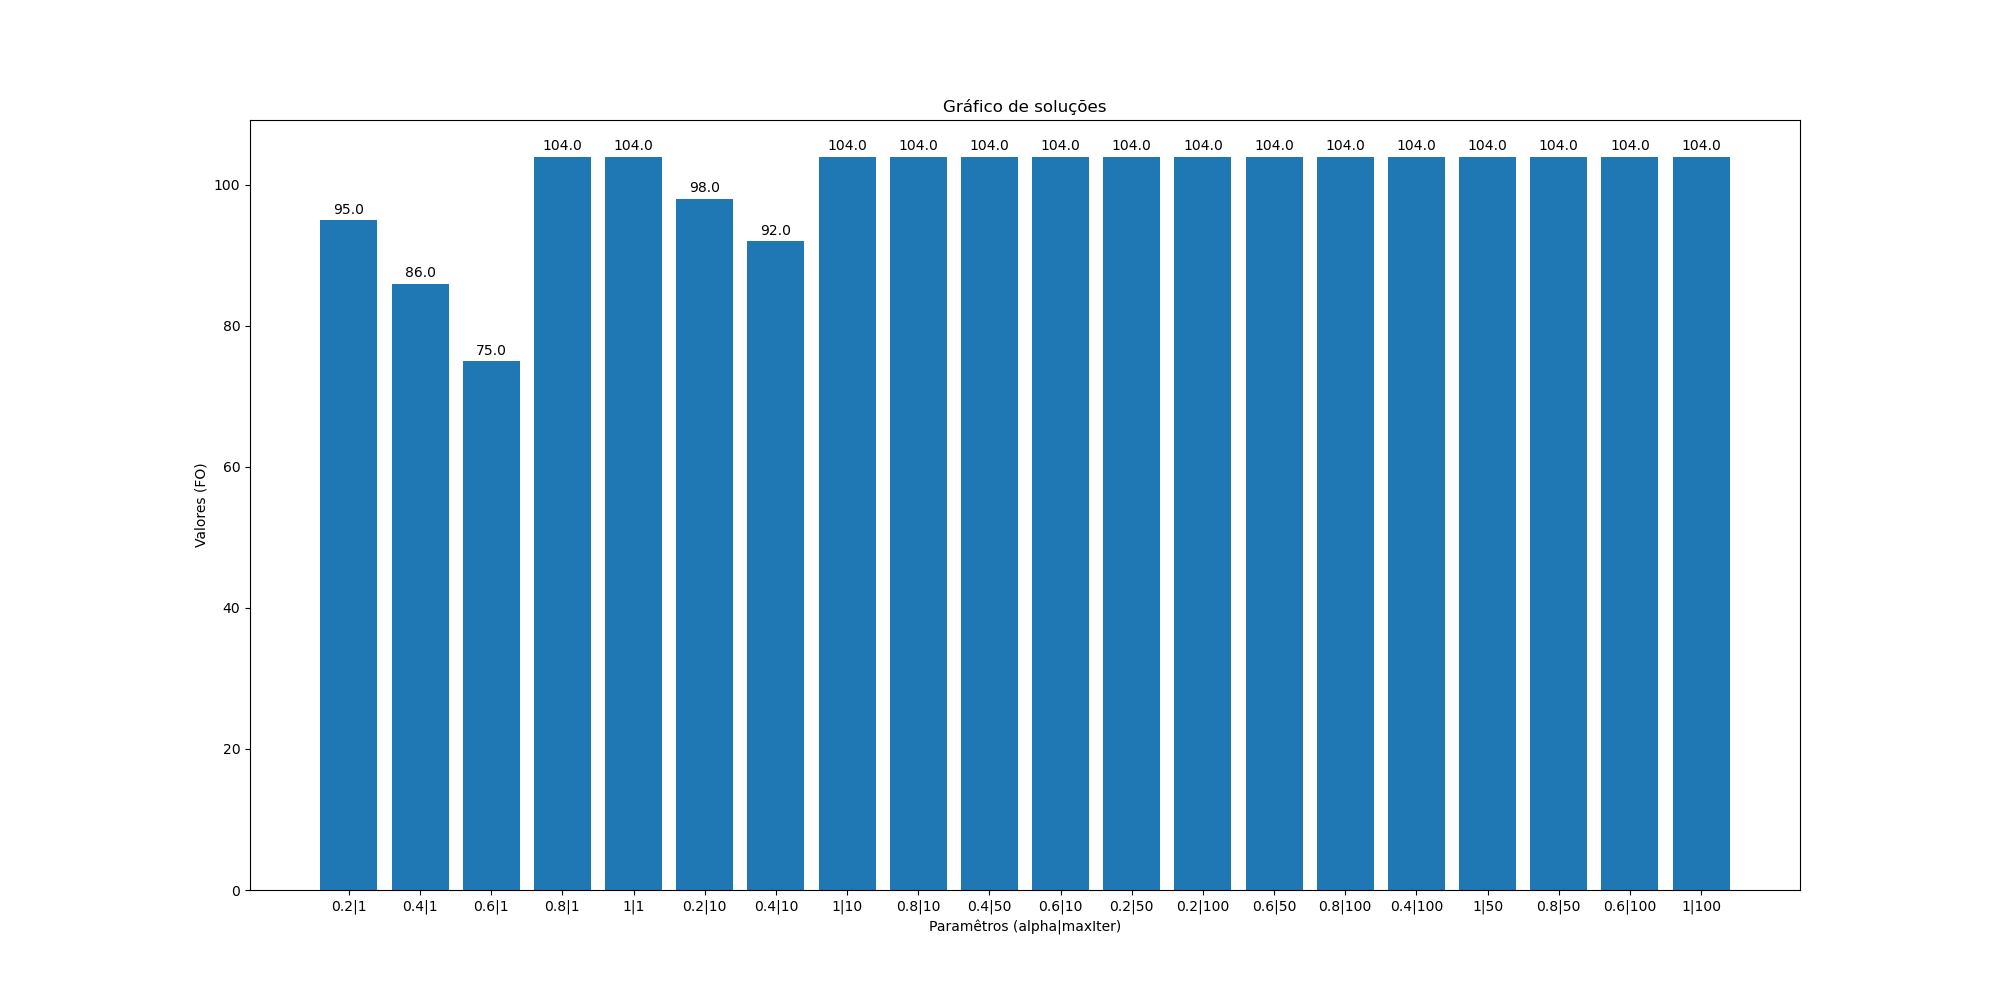 Gráfico de soluções
104.0 104.0 104.0 104.0 104.0 104.0 104.0 104.0 104.0 104.0 104.0 104.0 104.0 104.0 104.0
100
98.0
95.0
92.0
86.0
80
75.0
60
Valores (FO)
40
20
0
0.2|1 0.4|1 0.6|1 0.8|1 1|1 0.2|10 0.4|10 1|10 0.8|10 0.4|50 0.6|10 0.2|50 0.2|100 0.6|50 0.8|100 0.4|100 1|50 0.8|50 0.6|100 1|100
Paramêtros (alpha|maxIter)